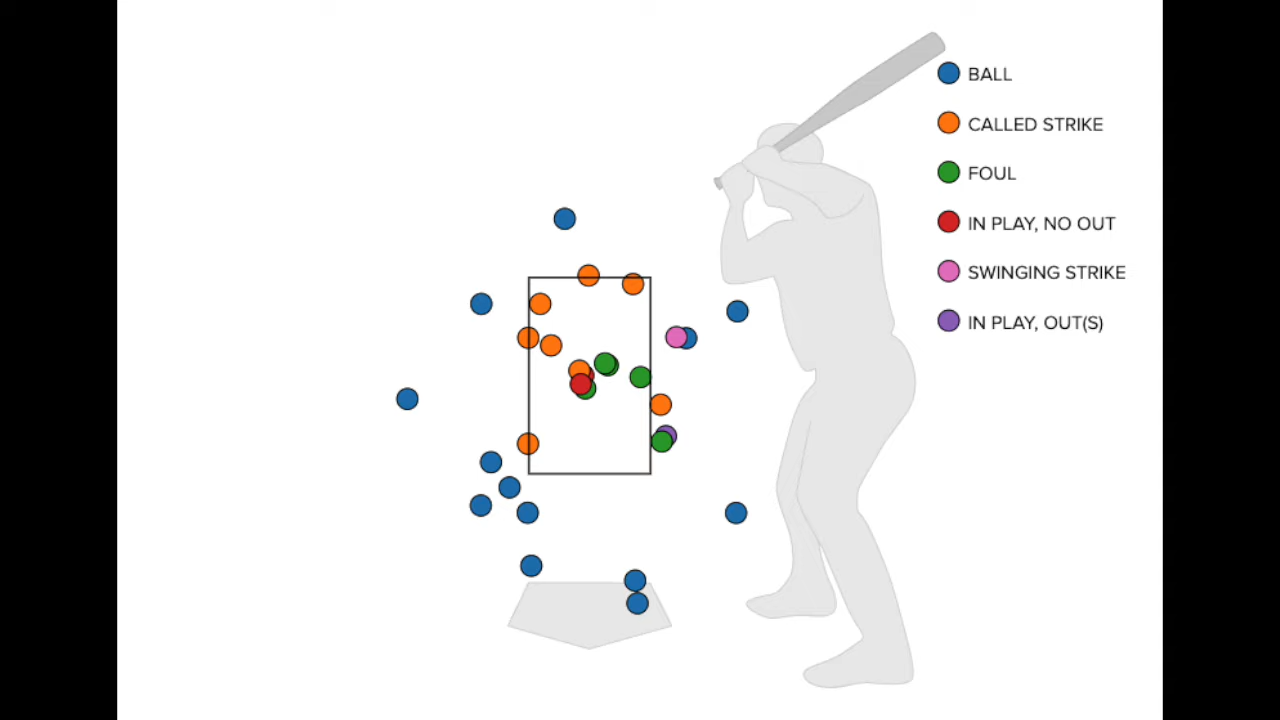 BALL
CALLED STRIKE
FOUL
IN PLAY, NO OUT
SWINGING STRIKE
IN PLAY, OUT(S)